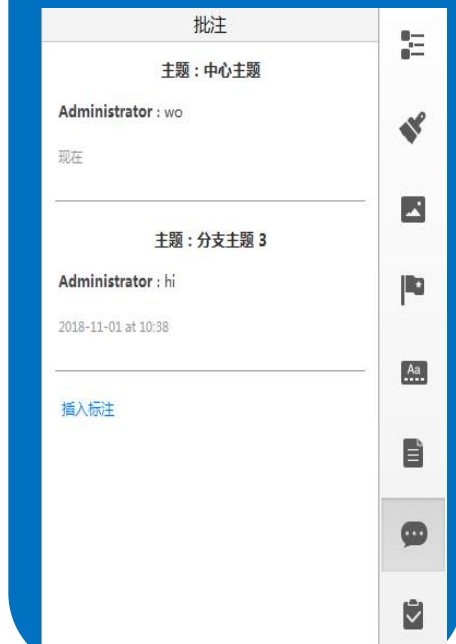 批注
主题：中心主题
Administrator : wo
现在
主题：分支主题 3
Administrator : hi
2018-11-01 at 10:38
插入标注
Aa